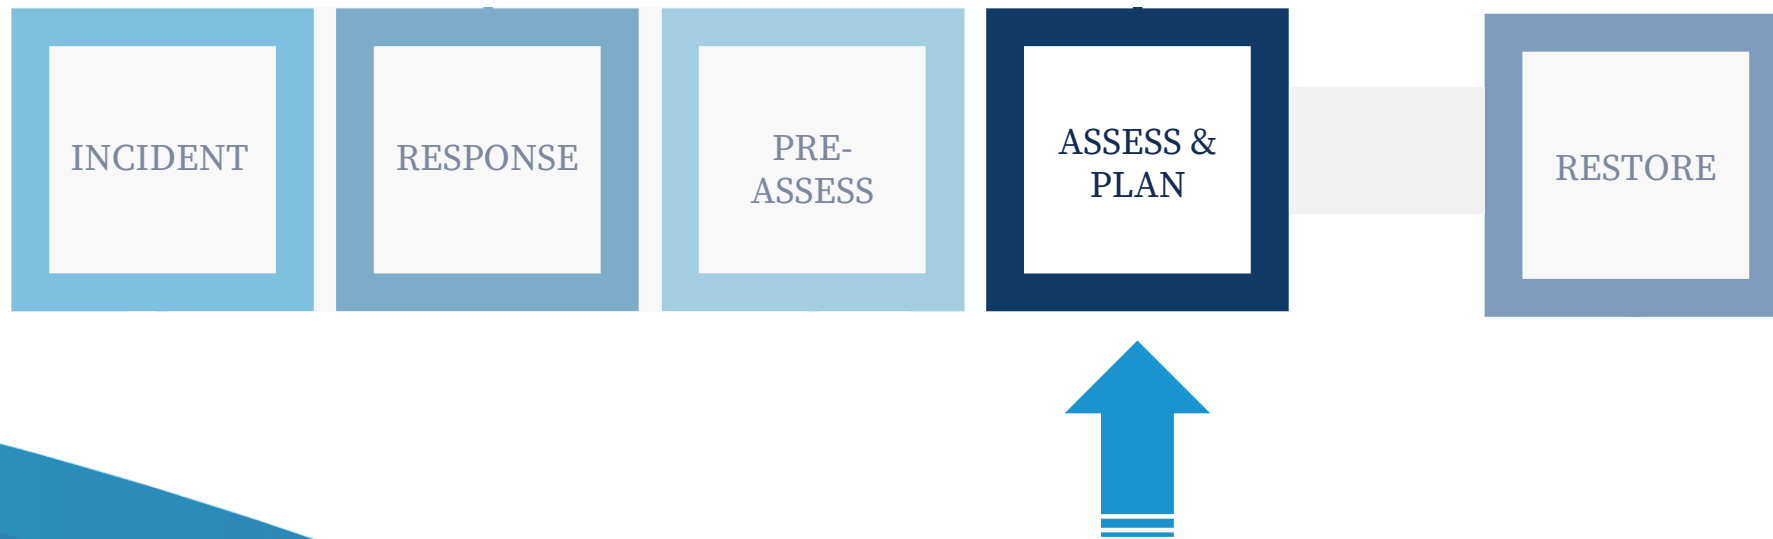 INCIDENT
RESPONSE
PRE-
ASSESS
ASSESS &
PLAN
RESTORE